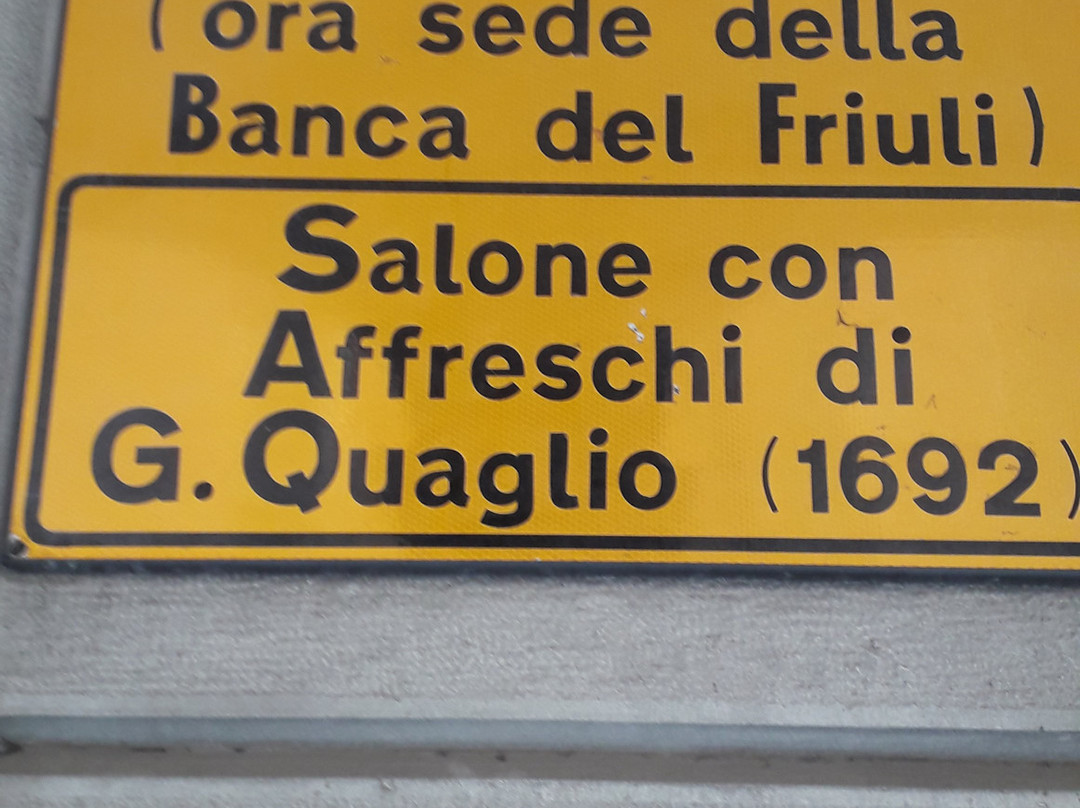 (ora sede della
Banca del Friuli)
Salone con
Affreschi di
G. Quaglio (1692)